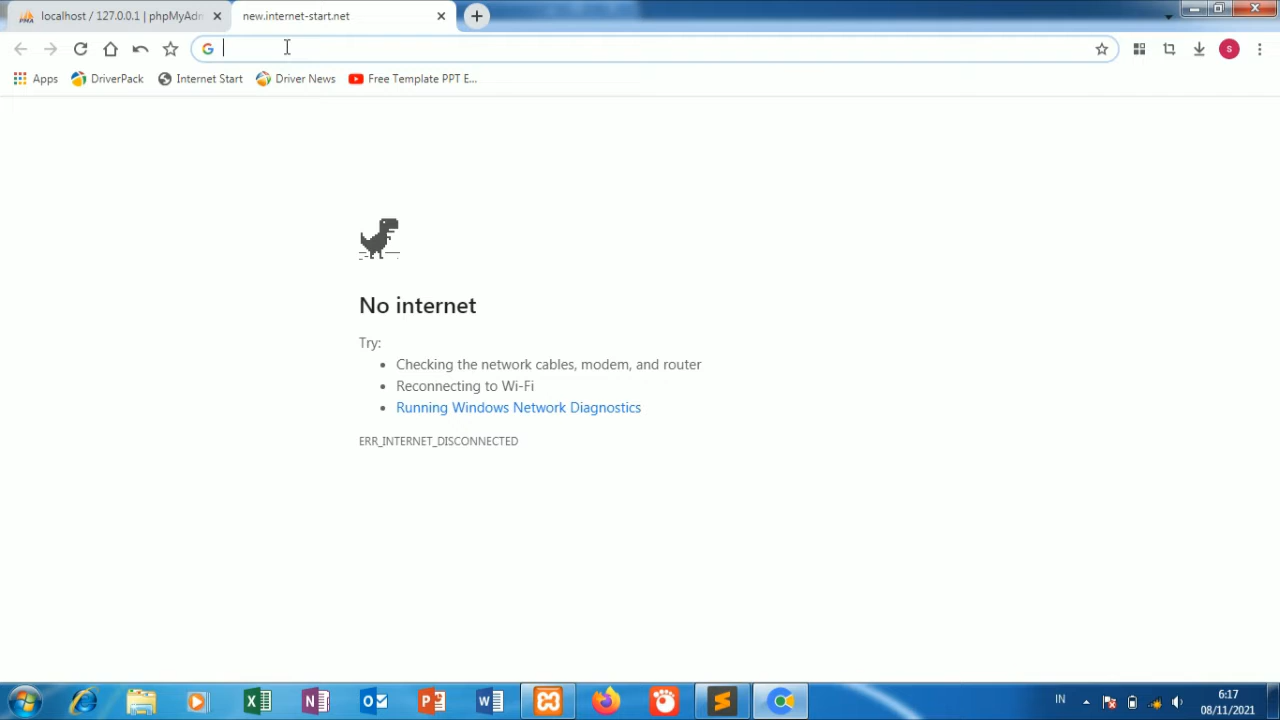 localhost / 127.0.0.1 | phpMyAdn
new.internet-start.net
Apps
DriverPack
Internet Start
Driver News
Free Template PPT E...
No internet
Try:
• Checking the network cables, modem, and router
• Reconnecting to Wi-Fi
• Running Windows Network Diagnostics
ERR_INTERNET_DISCONNECTED
IN
6:17
08/11/2021